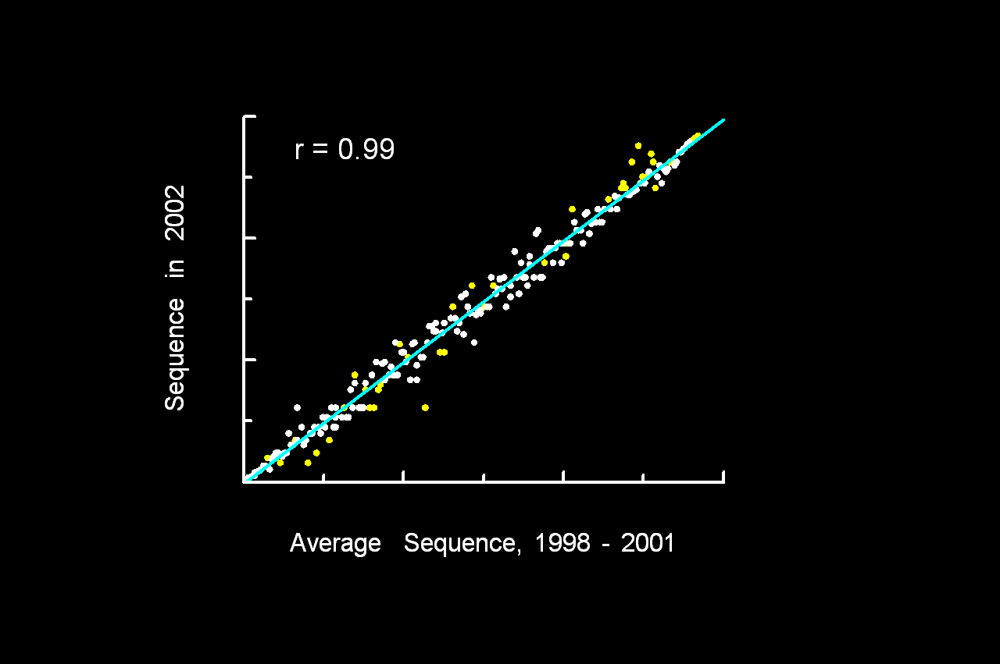 r = 0.99
Sequence in 2002
Average Sequence, 1998 - 2001